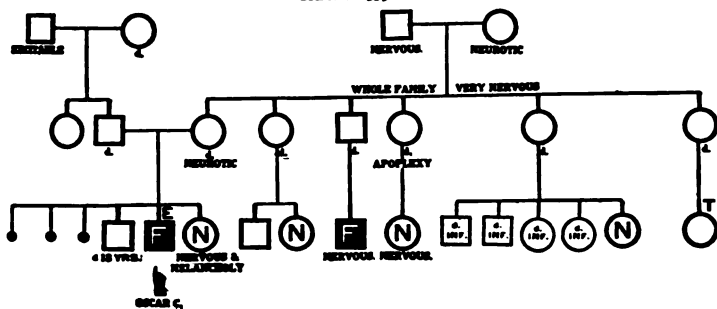 IRRITABLE
d.
NERVOUS.
NEUROTIC
WHOLE FAMILY VERY NERVOUS
d.
d.
NEUROTIC
d.
d.
d.
APOPLEXY
d.
d.
E
T
F
N
N
F
N
d. INF.
d. INF.
d. INF.
d. INF.
N
d 18 YRS.
NERVOUS &
MELANCHOLY
NERVOUS.
NERVOUS.
OSCAR C.